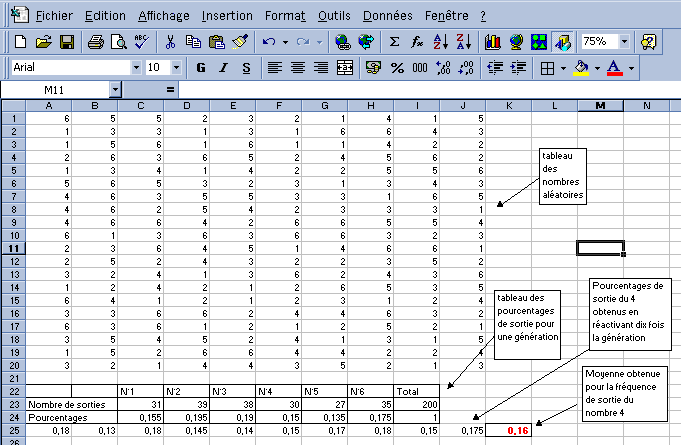 Fichier Edition Affichage Insertion Format Outils Données Fenêtre ?
75%
Arial 10 G I S % 000
M11 =
A B C D E F G H I J K L M N
1 6 5 5 2 3 2 1 4 1 5
2 1 3 3 1 3 1 6 6 4 3
3 1 5 6 1 6 1 1 4 2 2
4 2 6 3 6 5 2 4 5 6 2
5 1 3 4 1 4 2 2 1 5 5
6 5 6 5 3 2 3 1 3 4 3
7 4 6 3 4 5 3 3 1 6 5
8 4 6 2 5 4 2 3 3 3 1
9 4 6 6 4 2 6 6 5 5 4
10 6 1 3 6 3 6 6 3 2 3
11 2 3 6 4 5 1 4 6 6 1
12 2 5 2 4 3 2 2 3 5 2
13 3 2 4 1 3 6 2 4 3 6
14 1 2 4 2 1 2 6 3 2 5
15 6 4 1 2 1 2 3 1 2 4
16 3 3 6 6 2 4 6 6 4 2
17 6 3 6 1 2 1 2 5 2 1
18 3 5 4 5 2 4 1 6 2 3
19 1 5 2 6 6 4 4 2 2 4
20 3 2 1 4 4 3 5 2 1 3
21
22 N°1 N°2 N°3 N°4 N°5 N°6 Total
23 Nombre de sorties 31 39 38 30 27 35 200
24 Pourcentages 0,155 0,195 0,19 0,15 0,135 0,175 1
25 0,18 0,13 0,18 0,145 0,14 0,15 0,17 0,18 0,15 0,175 0,16
tableau
des
nombres
aléatoires
tableau des
pourcentages
de sortie pour
une génération
Pourcentages de
sortie du 4
obtenus en
réactivant dix fois
la génération
Moyenne obtenue
pour la fréquence
de sortie du
nombre 4